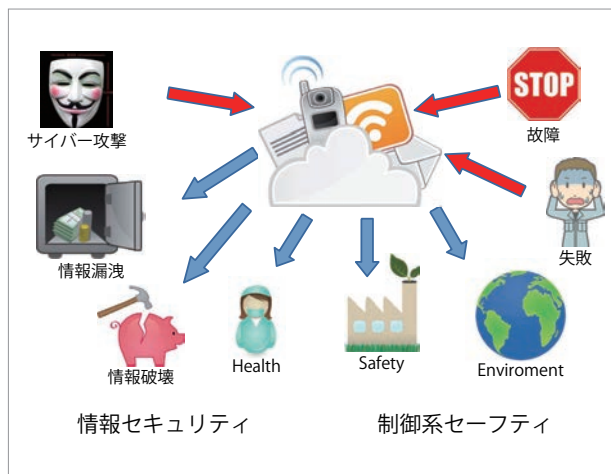 サイバー攻撃
STOP
故障
失敗
情報漏洩
情報破壊
Health
Safety
Enviroment
情報セキュリティ
制御系セーフティ